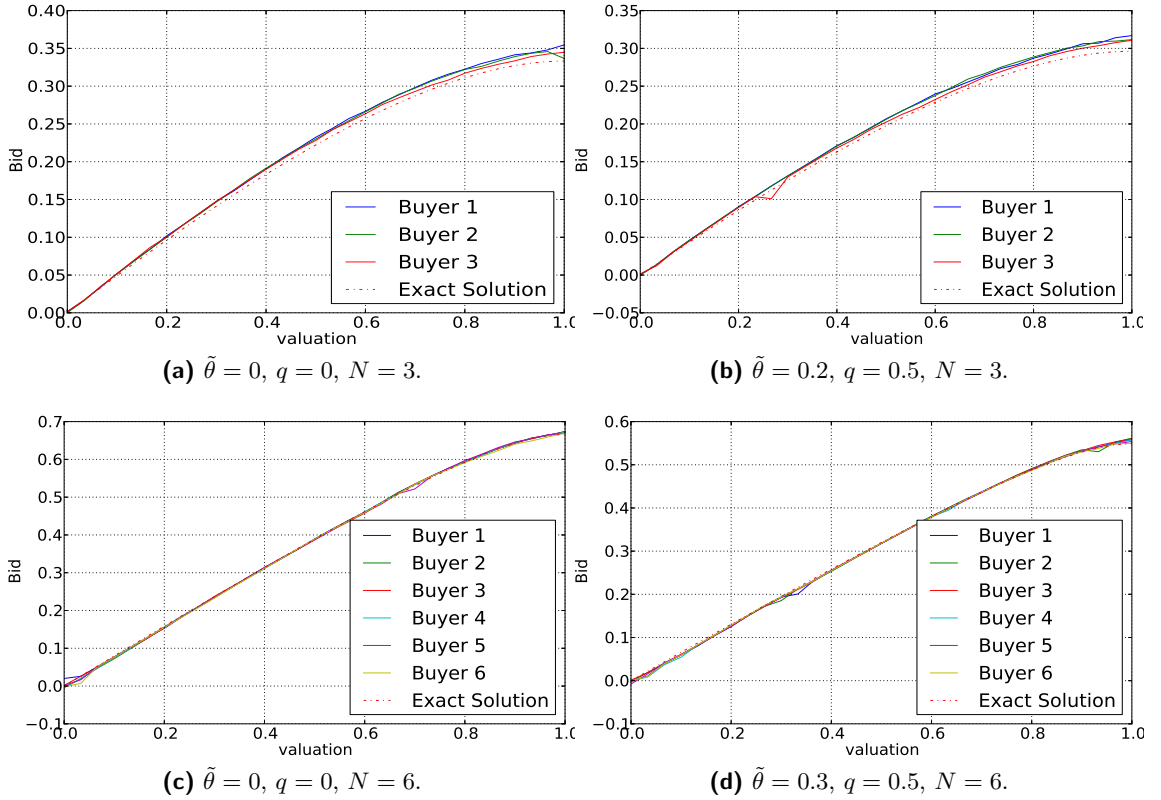 0.40
0.35
0.30
0.25
0.20
0.15
0.10
0.05
0.00
Bid
0.0 0.2 0.4 0.6 0.8 1.0
valuation
Buyer 1
Buyer 2
Buyer 3
Exact Solution
(a) θ̃ = 0, q = 0, N = 3.
0.35
0.30
0.25
0.20
0.15
0.10
0.05
0.00
−0.05
Bid
0.0 0.2 0.4 0.6 0.8 1.0
valuation
Buyer 1
Buyer 2
Buyer 3
Exact Solution
(b) θ̃ = 0.2, q = 0.5, N = 3.
0.7
0.6
0.5
0.4
0.3
0.2
0.1
0.0
−0.1
Bid
0.0 0.2 0.4 0.6 0.8 1.0
valuation
Buyer 1
Buyer 2
Buyer 3
Buyer 4
Buyer 5
Buyer 6
Exact Solution
(c) θ̃ = 0, q = 0, N = 6.
0.6
0.5
0.4
0.3
0.2
0.1
0.0
−0.1
Bid
0.0 0.2 0.4 0.6 0.8 1.0
valuation
Buyer 1
Buyer 2
Buyer 3
Buyer 4
Buyer 5
Buyer 6
Exact Solution
(d) θ̃ = 0.3, q = 0.5, N = 6.